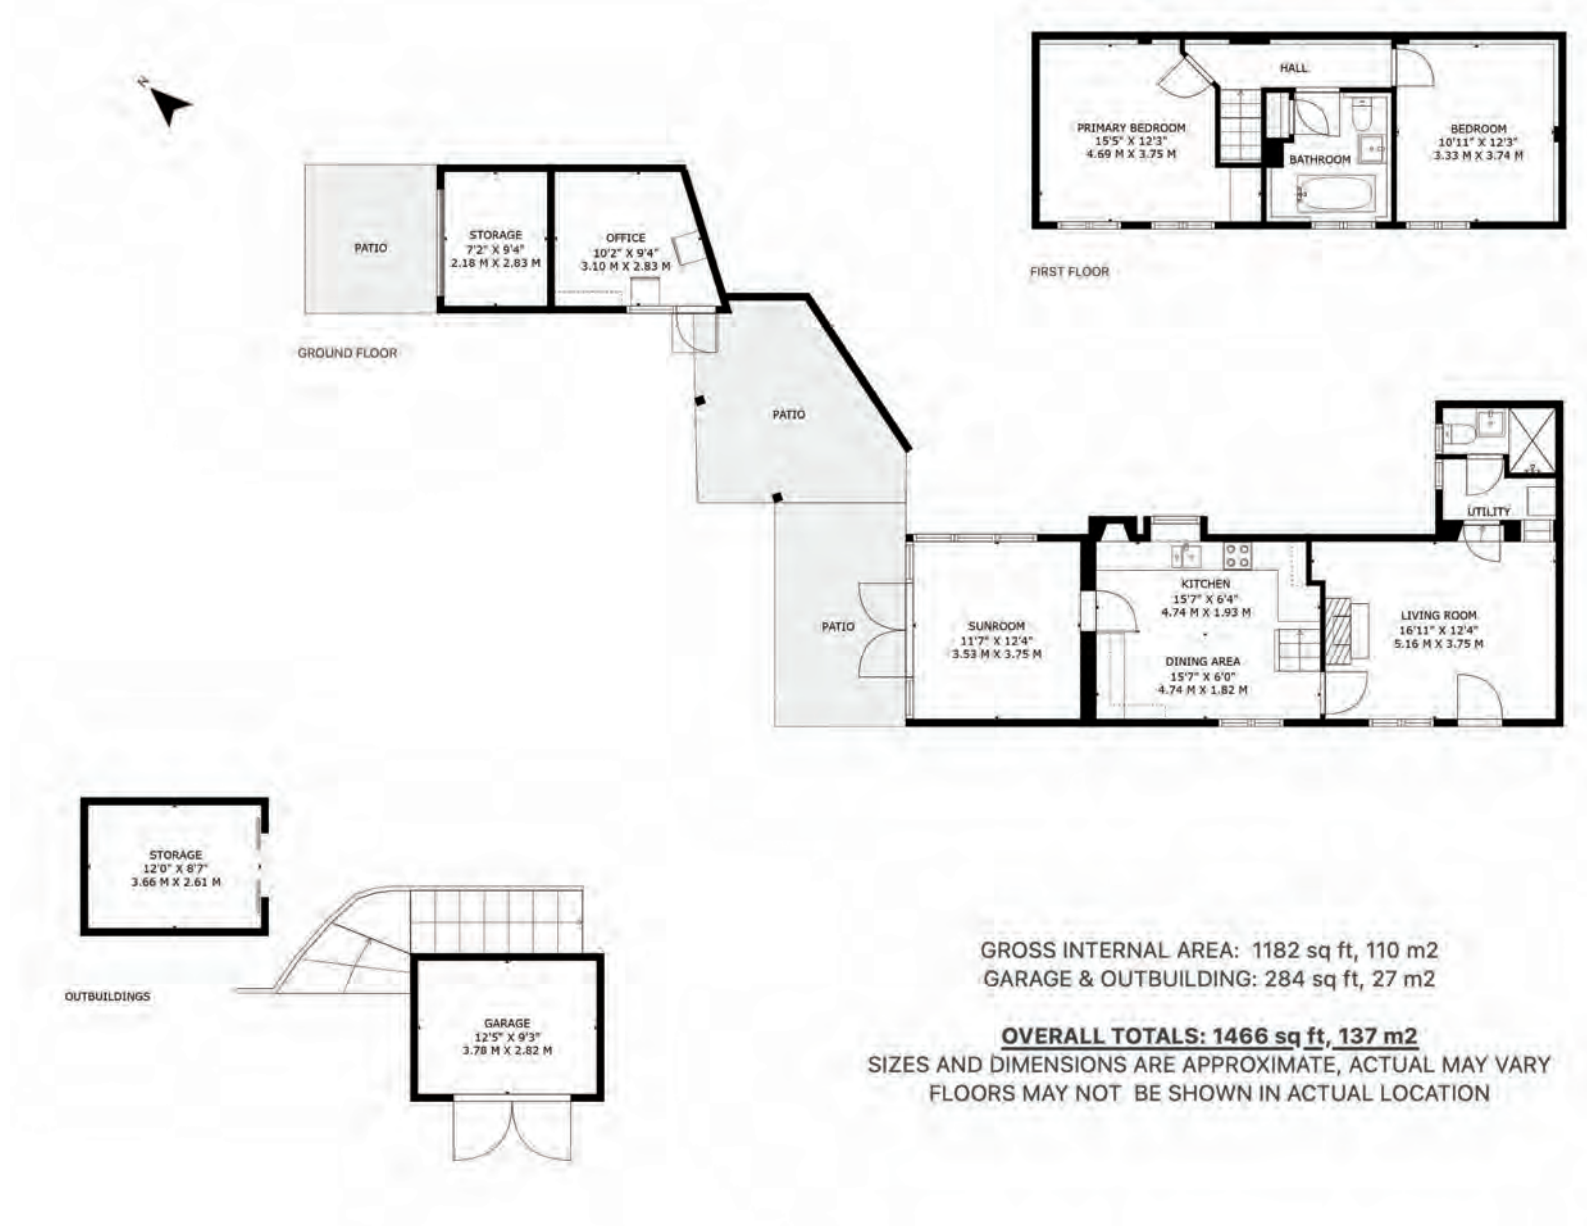 N
HALL
PRIMARY BEDROOM
15'5" X 12'3"
4.69 M X 3.75 M
BATHROOM
BEDROOM
10'11" X 12'3"
3.33 M X 3.74 M
FIRST FLOOR
PATIO
STORAGE
7'2" X 9'4"
2.18 M X 2.83 M
OFFICE
10'2" X 9'4"
3.10 M X 2.83 M
GROUND FLOOR
PATIO
UTILITY
PATIO
SUNROOM
11'7" X 12'4"
3.53 M X 3.75 M
KITCHEN
15'7" X 6'4"
4.74 M X 1.93 M
DINING AREA
15'7" X 6'0"
4.74 M X 1.82 M
LIVING ROOM
16'11" X 12'4"
5.16 M X 3.75 M
STORAGE
12'0" X 8'7"
3.66 M X 2.61 M
OUTBUILDINGS
GARAGE
12'5" X 9'3"
3.78 M X 2.82 M
GROSS INTERNAL AREA: 1182 sq ft, 110 m2
GARAGE & OUTBUILDING: 284 sq ft, 27 m2
OVERALL TOTALS: 1466 sq ft, 137 m2
SIZES AND DIMENSIONS ARE APPROXIMATE, ACTUAL MAY VARY
FLOORS MAY NOT BE SHOWN IN ACTUAL LOCATION